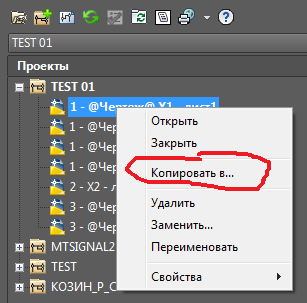 TEST 01
Проекты
TEST 01
1 - @Чертеж@ X1 - лист1
1 - @Чер
1 - @Чер
1 - @Чер
2 - X2 - л
3 - @Чер
3 - @Чер
MTSIGNAL2
TEST
КОЗИН_Р_С
Открыть
Закрыть
Копировать в...
Удалить
Заменить...
Переименовать
Свойства